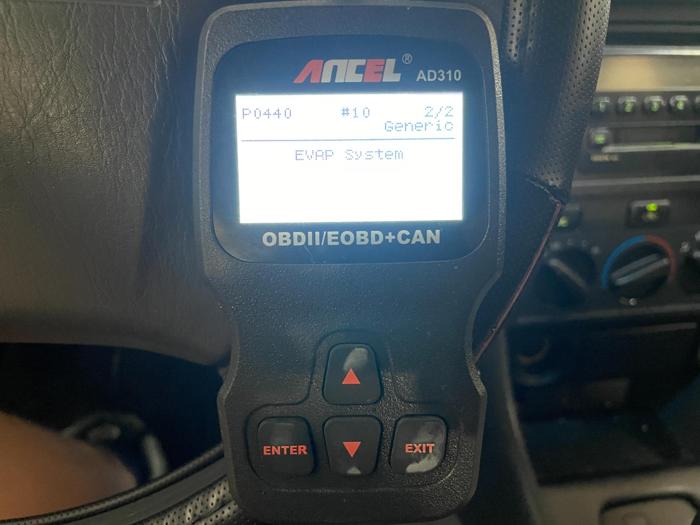 ANCEL® AD310
P0440 #10 2/2
Generic
EVAP System
OBDII/EOBD+CAN
ENTER
EXIT